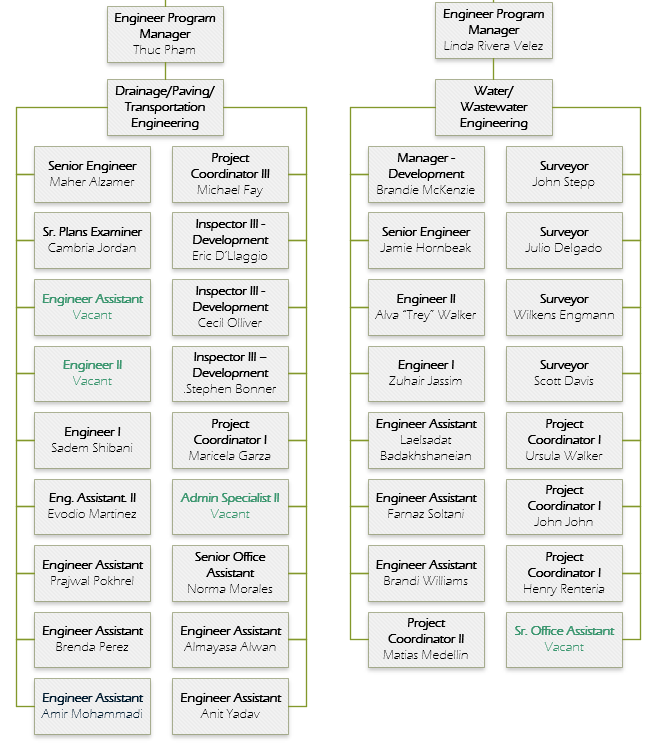 Engineer Program
Manager
Thuc Pham
Drainage/Paving/
Transportation
Engineering
Senior Engineer
Maher Alzamer
Sr. Plans Examiner
Cambria Jordan
Engineer Assistant
Vacant
Engineer II
Vacant
Engineer I
Sadem Shibani
Eng. Assistant. II
Evodio Martinez
Engineer Assistant
Prajwal Pokhrel
Engineer Assistant
Brenda Perez
Engineer Assistant
Amir Mohammadi
Project
Coordinator III
Michael Fay
Inspector III -
Development
Eric D'Llaggio
Inspector III -
Development
Cecil Olliver
Inspector III –
Development
.Stephen Bonner
Project
Coordinator I
Maricela Garza
Admin Specialist II
Vacant
Senior Office
Assistant
Norma Morales
Engineer Assistant
Almayasa Alwan
Engineer Assistant
Anit Yadav
Engineer Program
Manager
Linda Rivera Velez
Water/
Wastewater
Engineering
Manager -
Development
Brandie McKenzie
Senior Engineer
Jamie Hornbeak
Engineer II
Alva “Trey” Walker
Engineer I
Zuhair Jassim
Engineer Assistant
Laelsadat
Badakhshaneian
Engineer Assistant
Farnaz Soltani
Engineer Assistant
Brandi Williams
Project
Coordinator II
Matias Medellin
Surveyor
John Stepp
Surveyor
Julio Delgado
Surveyor
Wilkens Engmann
Surveyor
Scott Davis
Project
Coordinator I
Ursula Walker
Project
Coordinator I
John John
Project
Coordinator I
Henry Renteria
Sr. Office Assistant
Vacant